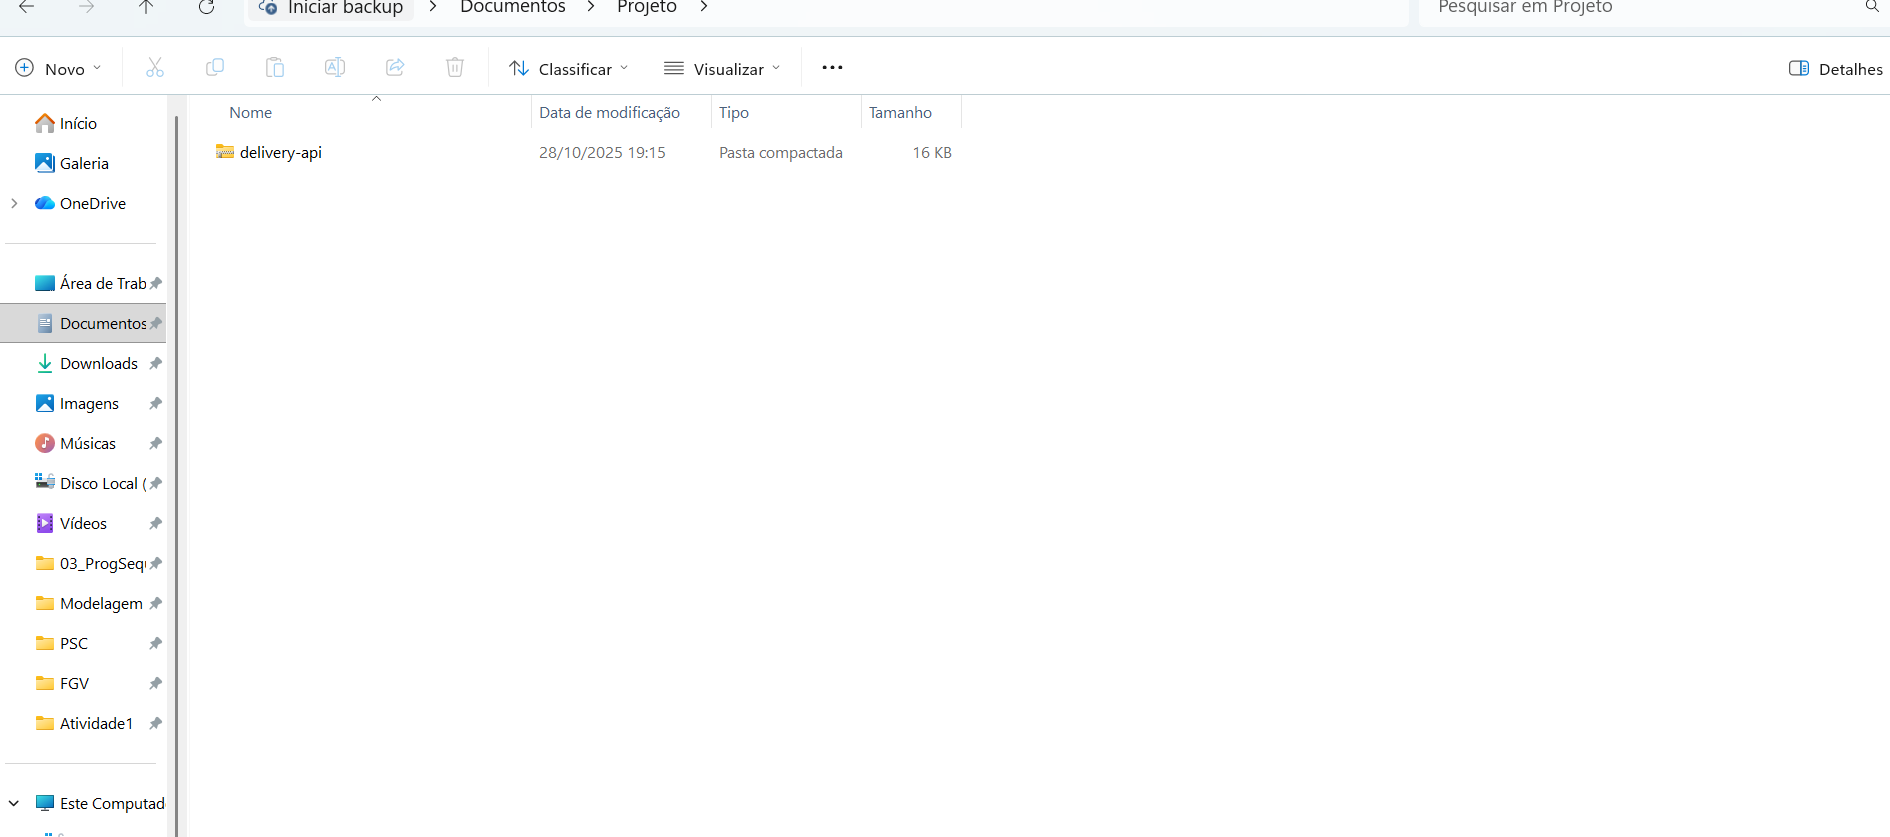 Iniciar backup > Documentos > Projeto >
Pesquisar em Projeto
Novo
Classificar
Visualizar
Detalhes
Nome
Data de modificação
Tipo
Tamanho
delivery-api
28/10/2025 19:15
Pasta compactada
16 KB
Início
Galeria
OneDrive
Área de Trab
Documentos
Downloads
Imagens
Músicas
Disco Local (
Vídeos
03_ProgSequ
Modelagem
PSC
FGV
Atividade1
Este Computad